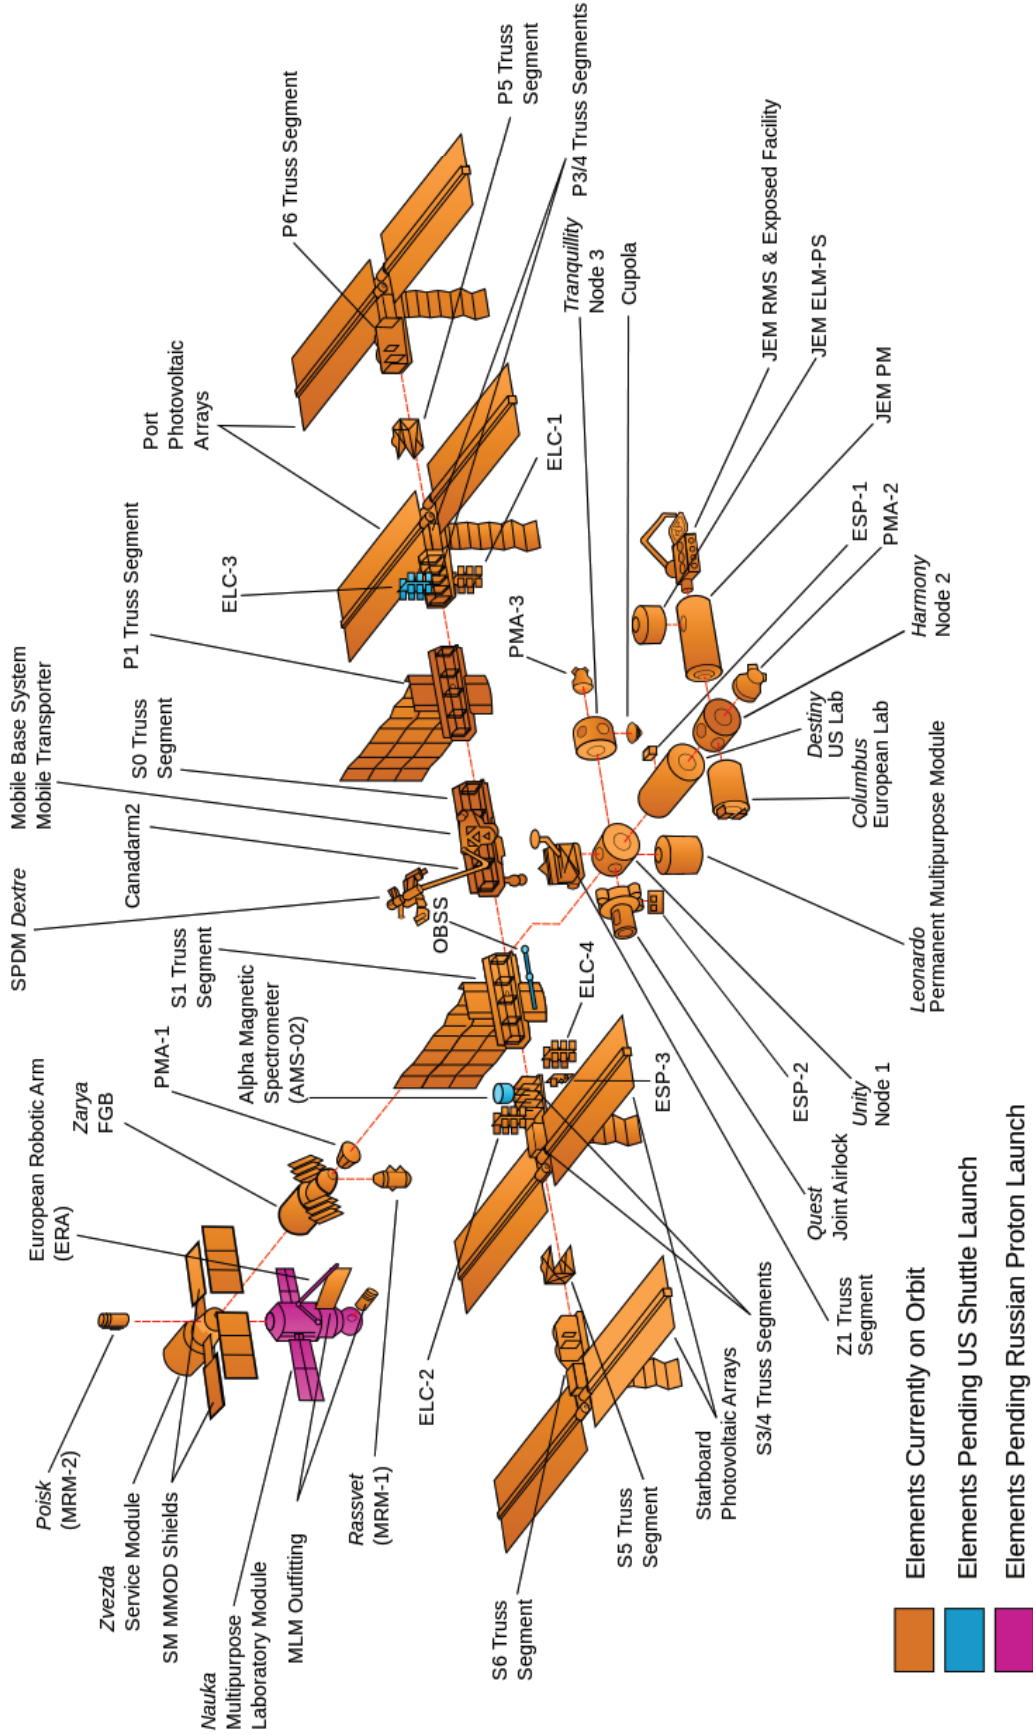 Poisk
(MRM-2)
Zvezda
Service Module
SM MMOD Shields
Nauka
Multipurpose
Laboratory Module
MLM Outfitting
Rassvet
(MRM-1)
European Robotic Arm
(ERA)
Zarya
FGB
PMA-1
SPDM Dextre
Canadarm2
Mobile Base System
Mobile Transporter
S0 Truss
Segment
P1 Truss Segment
ELC-3
Port
Photovoltaic
Arrays
P6 Truss Segment
P5 Truss
Segment
P3/4 Truss Segments
S1 Truss
Segment
Alpha Magnetic
Spectrometer
(AMS-02)
OBSS
ELC-4
ESP-3
ELC-2
ELC-1
PMA-3
Tranquillity
Node 3
Cupola
JEM RMS & Exposed Facility
JEM ELM-PS
JEM PM
ESP-1
PMA-2
Harmony
Node 2
Destiny
US Lab
Columbus
European Lab
Leonardo
Permanent Multipurpose Module
Unity
Node 1
ESP-2
Quest
Joint Airlock
Z1 Truss
Segment
S3/4 Truss Segments
Starboard
Photovoltaic Arrays
S5 Truss
Segment
S6 Truss
Segment
Elements Currently on Orbit
Elements Pending US Shuttle Launch
Elements Pending Russian Proton Launch